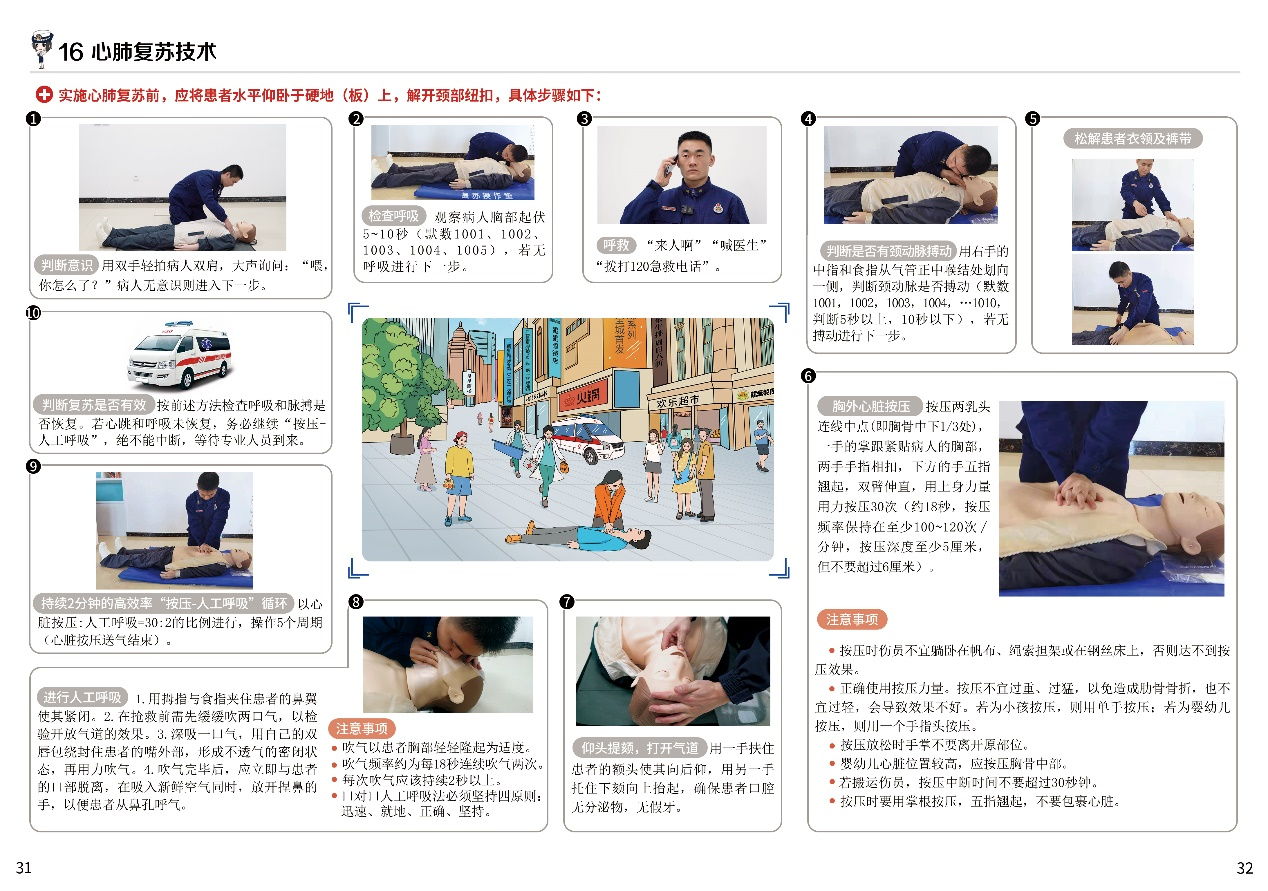 16 心肺复苏技术
实施心肺复苏前，应将患者水平仰卧于硬地（板）上，解开颈部纽扣，具体步骤如下：
1
判断意识 用双手轻拍病人双肩，大声询问：“喂，
你怎么了？”病人无意识则进入下一步。
2
复苏操作垫
检查呼吸 观察病人胸部起伏
5~10秒（默数1001、1002、
1003、1004、1005），若无
呼吸进行下一步。
3
呼救 “来人啊”“喊医生”
“拨打120急救电话”。
4
判断是否有颈动脉搏动 用右手的
中指和食指从气管正中喉结处划向
一侧，判断颈动脉是否搏动（默数
1001，1002，1003，1004，…1010，
判断5秒以上，10秒以下），若无
搏动进行下一步。
5
松解患者衣领及裤带
6
胸外心脏按压 按压两乳头
连线中点(即胸骨中下1/3处)，
一手的掌跟紧贴病人的胸部，
两手手指相扣，下方的手五指
翘起，双臂伸直，用上身力量
用力按压30次（约18秒，按压
频率保持在至少100~120次/
分钟，按压深度至少5厘米，
但不要超过6厘米）。
注意事项
按压时伤员不宜躺卧在帆布、绳索担架或在钢丝床上，否则达不到按
压效果。
正确使用按压力量。按压不宜过重、过猛，以免造成肋骨骨折，也不
宜过轻，会导致效果不好。若为小孩按压，则用单手按压；若为婴幼儿
按压，则用一个手指头按压。
按压放松时手掌不要离开原部位。
婴幼儿心脏位置较高，应按压胸骨中部。
若搬运伤员，按压中断时间不要超过30秒钟。
按压时要用掌根按压，五指翘起，不要包裹心脏。
7
仰头提颏，打开气道 用一手扶住
患者的额头使其向后仰，用另一手
托住下颏向上抬起，确保患者口腔
无分泌物，无假牙。
8
进行人工呼吸 1.用拇指与食指夹住患者的鼻翼
使其紧闭。2.在抢救前需先缓缓吹两口气，以检
验开放气道的效果。3.深吸一口气，用自己的双
唇包绕封住患者的嘴外部，形成不透气的密闭状
态，再用力吹气。4.吹气完毕后，应立即与患者
的口部脱离，在吸入新鲜空气同时，放开捏鼻的
手，以便患者从鼻孔呼气。
注意事项
吹气以患者胸部轻轻隆起为适度。
吹气频率约为每18秒连续吹气两次。
每次吹气应该持续2秒以上。
口对口人工呼吸法必须坚持四原则：
迅速、就地、正确、坚持。
9
持续2分钟的高效率“按压-人工呼吸”循环 以心
脏按压:人工呼吸=30:2的比例进行，操作5个周期
（心脏按压送气结束）。
10
判断复苏是否有效 按前述方法检查呼吸和脉搏是
否恢复。若心跳和呼吸未恢复，务必继续“按压-
人工呼吸”，绝不能中断，等待专业人员到来。
火锅
欢乐超市
31
32